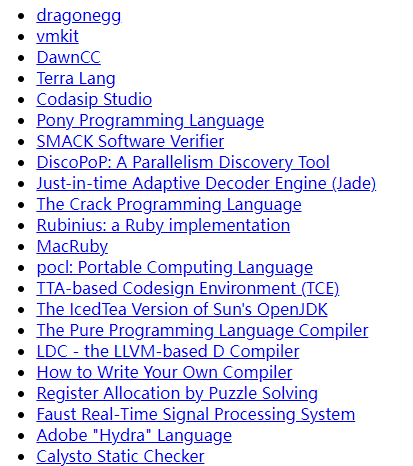 dragonegg
vmkit
DawnCC
Terra Lang
Codasip Studio
Pony Programming Language
SMACK Software Verifier
DiscoPoP: A Parallelism Discovery Tool
Just-in-time Adaptive Decoder Engine (Jade)
The Crack Programming Language
Rubinius: a Ruby implementation
MacRuby
pocl: Portable Computing Language
TTA-based Codesign Environment (TCE)
The IcedTea Version of Sun's OpenJDK
The Pure Programming Language Compiler
LDC - the LLVM-based D Compiler
How to Write Your Own Compiler
Register Allocation by Puzzle Solving
Faust Real-Time Signal Processing System
Adobe "Hydra" Language
Calysto Static Checker